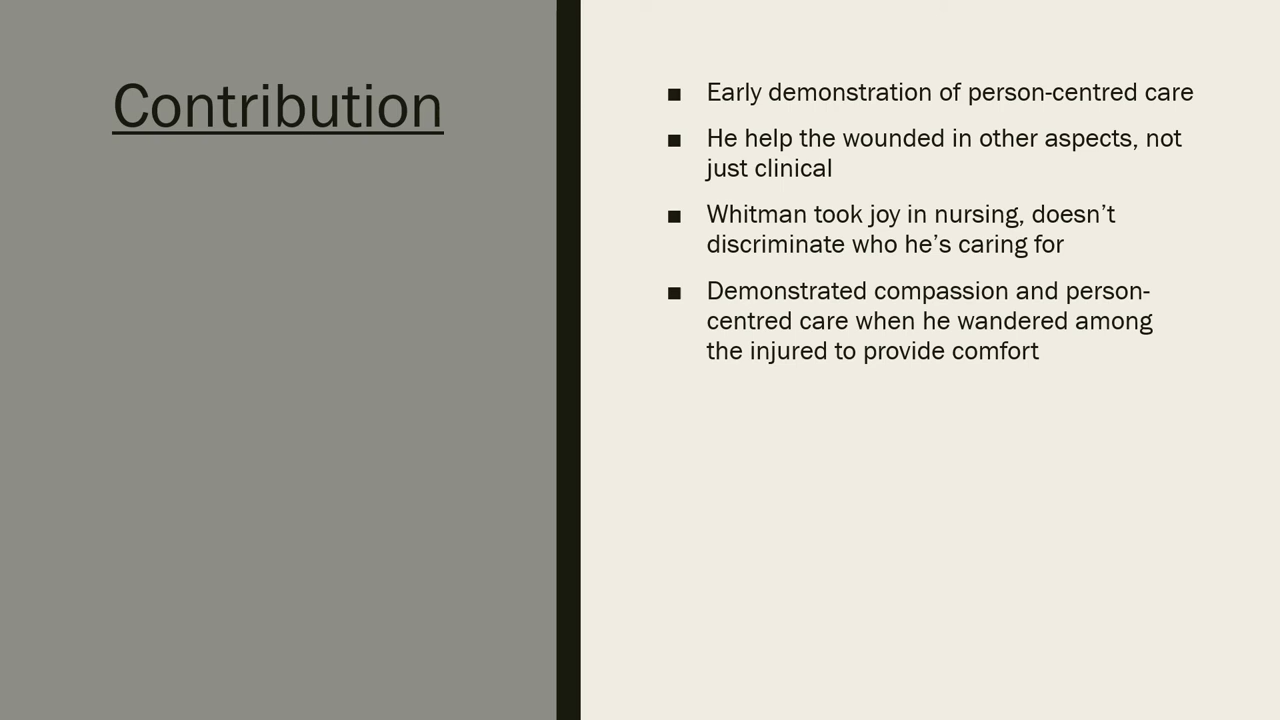 Contribution
■ Early demonstration of person-centred care
■ He help the wounded in other aspects, not
just clinical
■ Whitman took joy in nursing, doesn’t
discriminate who he’s caring for
■ Demonstrated compassion and person-
centred care when he wandered among
the injured to provide comfort